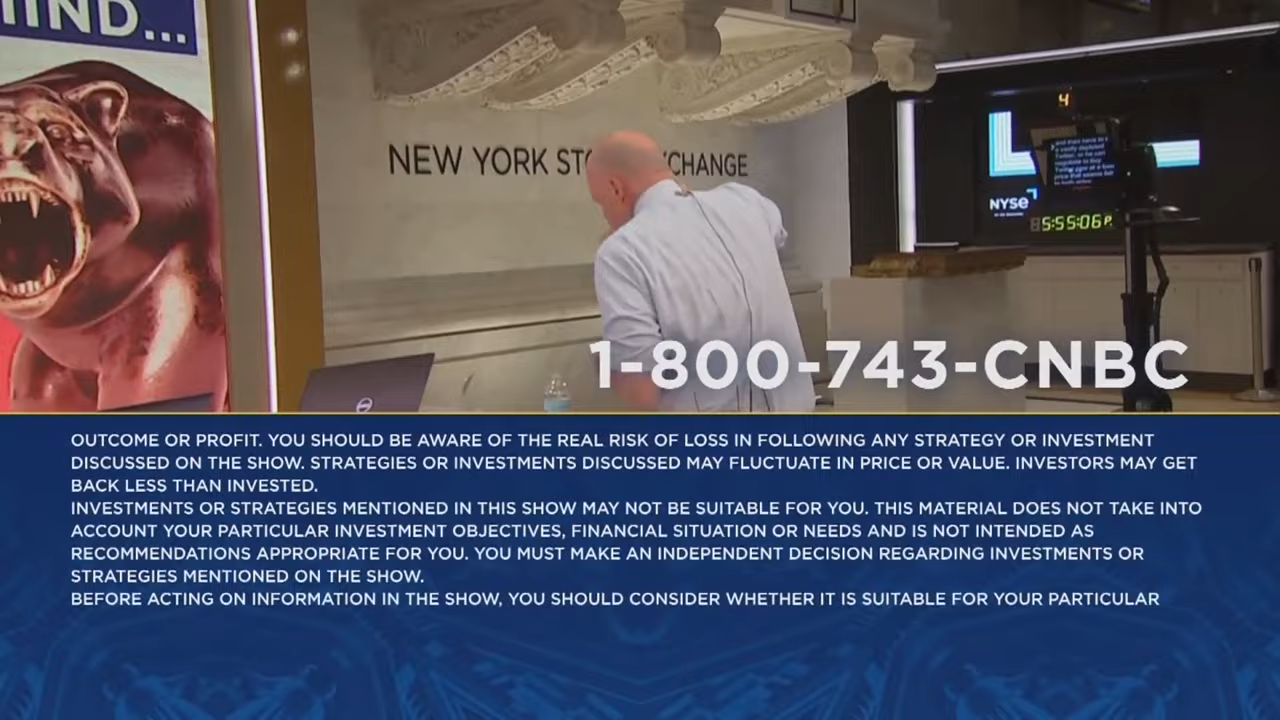 IND...
NEW YORK STO XCHANGE
4
NYSE
5:55:06 P
1-800-743-CNBC
OUTCOME OR PROFIT. YOU SHOULD BE AWARE OF THE REAL RISK OF LOSS IN FOLLOWING ANY STRATEGY OR INVESTMENT
DISCUSSED ON THE SHOW. STRATEGIES OR INVESTMENTS DISCUSSED MAY FLUCTUATE IN PRICE OR VALUE. INVESTORS MAY GET
BACK LESS THAN INVESTED.
INVESTMENTS OR STRATEGIES MENTIONED IN THIS SHOW MAY NOT BE SUITABLE FOR YOU. THIS MATERIAL DOES NOT TAKE INTO
ACCOUNT YOUR PARTICULAR INVESTMENT OBJECTIVES, FINANCIAL SITUATION OR NEEDS AND IS NOT INTENDED AS
RECOMMENDATIONS APPROPRIATE FOR YOU. YOU MUST MAKE AN INDEPENDENT DECISION REGARDING INVESTMENTS OR
STRATEGIES MENTIONED ON THE SHOW.
BEFORE ACTING ON INFORMATION IN THE SHOW, YOU SHOULD CONSIDER WHETHER IT IS SUITABLE FOR YOUR PARTICULAR